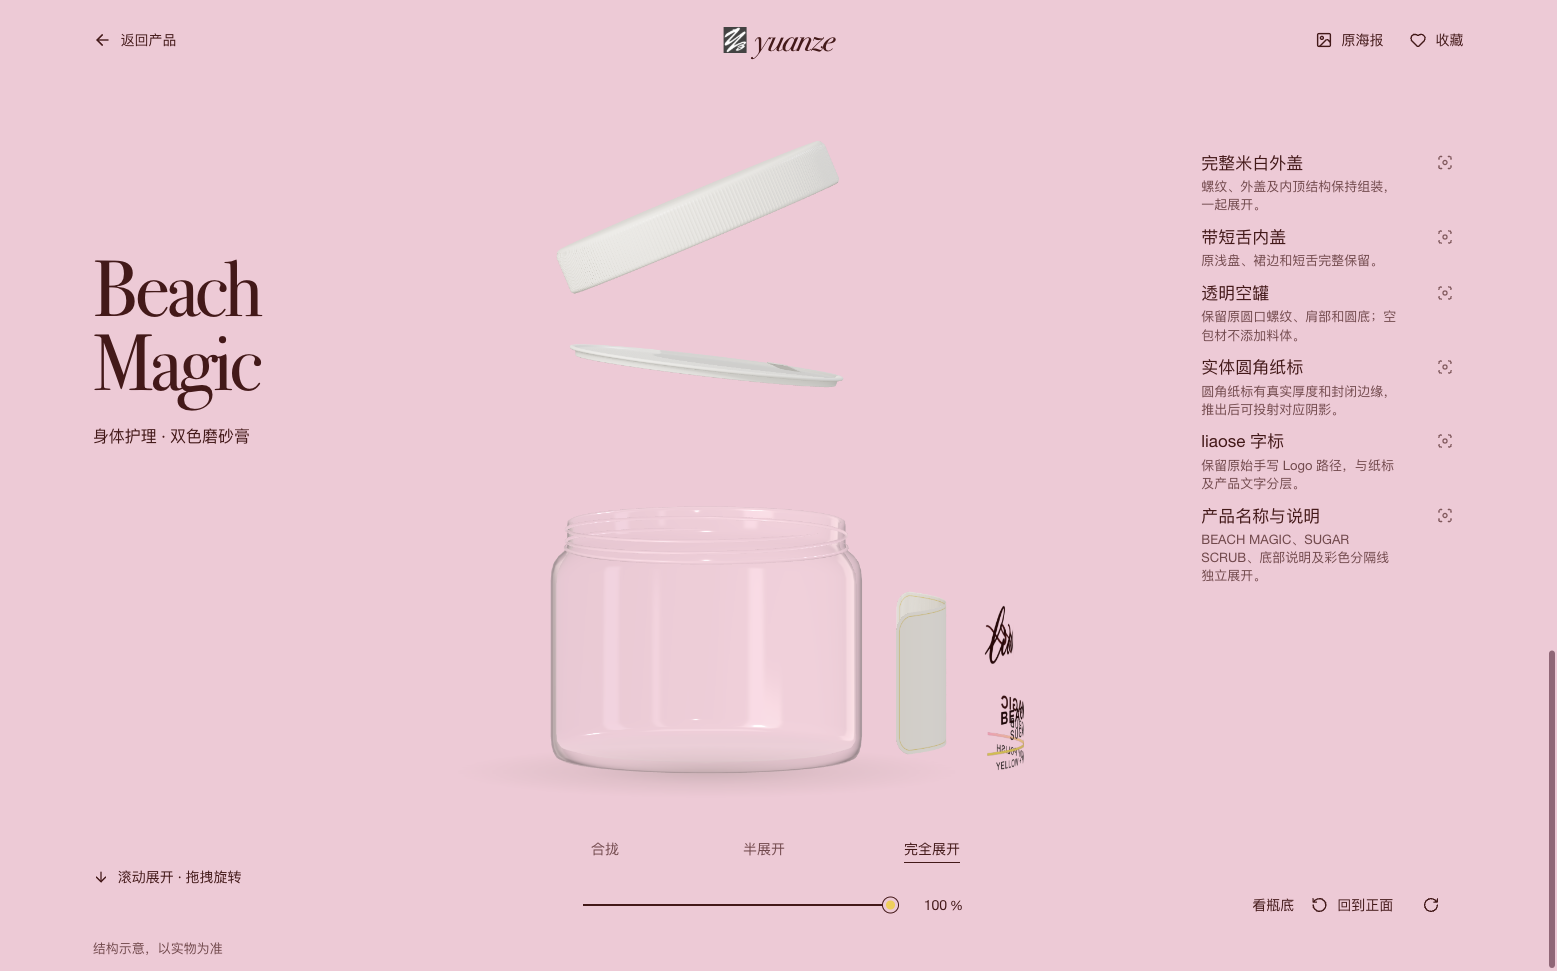 返回产品
yuanze
原海报
收藏
Beach
Magic
身体护理 · 双色磨砂膏
完整米白外盖
螺纹、外盖及内顶结构保持组装，
一起展开。
带短舌内盖
原浅盘、裙边和短舌完整保留。
透明空罐
保留原圆口螺纹、肩部和圆底；空
包材不添加料体。
实体圆角纸标
圆角纸标有真实厚度和封闭边缘，
推出后可投射对应阴影。
liaose 字标
保留原始手写 Logo 路径，与纸标
及产品文字分层。
产品名称与说明
BEACH MAGIC、SUGAR
SCRUB、底部说明及彩色分隔线
独立展开。
合拢
半展开
完全展开
滚动展开 · 拖拽旋转
100 %
看瓶底
回到正面
结构示意，以实物为准